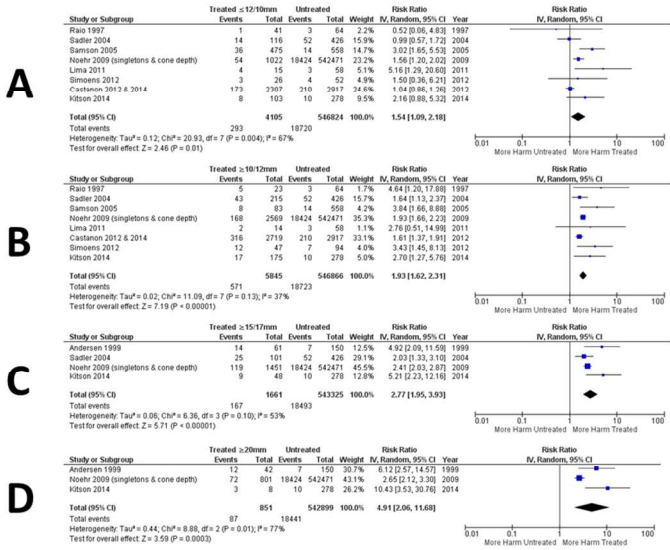 A
Treated ≤12/10mm Untreated Risk Ratio Risk Ratio
Study or Subgroup Events Total Events Total Weight IV, Random, 95% CI Year IV, Random, 95% CI
Raio 1997 1 41 3 64 2.2% 0.52 [0.06, 4.83] 1997
Sadler 2004 14 116 52 426 15.5% 0.99 [0.57, 1.72] 2004
Samson 2005 36 475 14 558 14.2% 3.02 [1.65, 5.53] 2005
Noehr 2009 (singletons & cone depth) 54 1022 18424 542471 23.2% 1.56 [1.20, 2.02] 2009
Lima 2011 4 15 3 58 5.16 [1.29, 20.60] 2011
Simoens 2012 3 26 4 52 1.50 [0.36, 6.21] 2012
Castanon 2012 & 2014 173 2307 210 2917 24.6% 1.04 [0.86, 1.26] 2012
Kitson 2014 8 103 10 278 2.16 [0.88, 5.32] 2014
Total (95% CI) 4105 546824 100.0% 1.54 [1.09, 2.18]
Total events 293 18720
Heterogeneity: Tau² = 0.12; Chi² = 20.93, df = 7 (P = 0.004); I² = 67%
Test for overall effect: Z = 2.46 (P = 0.01)
0.01 0.1 1 10 100
More Harm Untreated More Harm Treated
B
Treated ≥10/12mm Untreated Risk Ratio Risk Ratio
Study or Subgroup Events Total Events Total Weight IV, Random, 95% CI Year IV, Random, 95% CI
Raio 1997 5 23 3 64 1.7% 4.64 [1.20, 17.88] 1997
Sadler 2004 43 215 52 426 15.9% 1.64 [1.13, 2.37] 2004
Samson 2005 8 83 14 558 3.84 [1.66, 8.88] 2005
Noehr 2009 (singletons & cone depth) 168 2569 18424 542471 1.93 [1.66, 2.23] 2009
Lima 2011 2 14 3 58 2.76 [0.51, 14.99] 2011
Castanon 2012 & 2014 316 2719 210 2917 1.61 [1.37, 1.91] 2012
Simoens 2012 12 47 7 94 3.43 [1.45, 8.13] 2012
Kitson 2014 17 175 10 278 2.70 [1.27, 5.76] 2014
Total (95% CI) 5845 546866 100.0% 1.93 [1.62, 2.31]
Total events 571 18723
Heterogeneity: Tau² = 0.02; Chi² = 11.09, df = 7 (P = 0.13); I² = 37%
Test for overall effect: Z = 7.19 (P < 0.00001)
0.01 0.1 1 10 100
More Harm Untreated More Harm Treated
C
Treated ≥15/17mm Untreated Risk Ratio Risk Ratio
Study or Subgroup Events Total Events Total Weight IV, Random, 95% CI Year IV, Random, 95% CI
Andersen 1999 14 61 7 150 12.5% 4.92 [2.09, 11.59] 1999
Sadler 2004 25 101 52 426 2.03 [1.33, 3.10] 2004
Noehr 2009 (singletons & cone depth) 119 1451 18424 542471 45.5% 2.41 [2.03, 2.87] 2009
Kitson 2014 9 48 10 278 5.21 [2.23, 12.16] 2014
Total (95% CI) 1661 543325 100.0% 2.77 [1.95, 3.93]
Total events 167 18493
Heterogeneity: Tau² = 0.06; Chi² = 6.36, df = 3 (P = 0.10); I² = 53%
Test for overall effect: Z = 5.71 (P < 0.00001)
0.01 0.1 1 10 100
More Harm Untreated More Harm Treated
D
Treated ≥20mm Untreated Risk Ratio Risk Ratio
Study or Subgroup Events Total Events Total Weight IV, Random, 95% CI Year IV, Random, 95% CI
Andersen 1999 12 42 7 150 30.7% 6.12 [2.57, 14.57] 1999
Noehr 2009 (singletons & cone depth) 72 801 18424 542471 43.1% 2.65 [2.12, 3.30] 2009
Kitson 2014 3 8 10 278 26.2% 10.43 [3.53, 30.76] 2014
Total (95% CI) 851 542899 100.0% 4.91 [2.06, 11.68]
Total events 87 18441
Heterogeneity: Tau² = 0.44; Chi² = 8.88, df = 2 (P = 0.01); I² = 77%
Test for overall effect: Z = 3.59 (P = 0.0003)
0.01 0.1 1 10 100
More Harm Untreated More Harm Treated